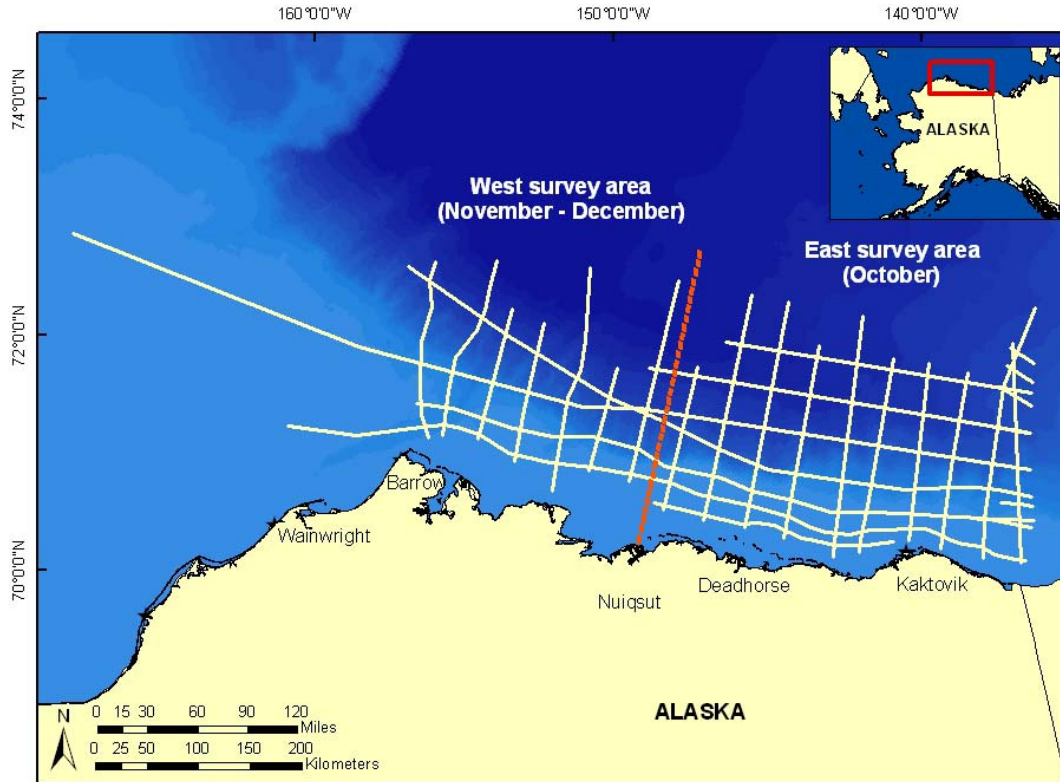 160°0'0"W
150°0'0"W
140°0'0"W
74°0'0"N
72°0'0"N
70°0'0"N
ALASKA
West survey area
(November - December)
East survey area
(October)
Barrow
Wainwright
Nuiqsut
Deadhorse
Kaktovik
ALASKA
N
0 15 30 60 90 120
Miles
0 25 50 100 150 200
Kilometers